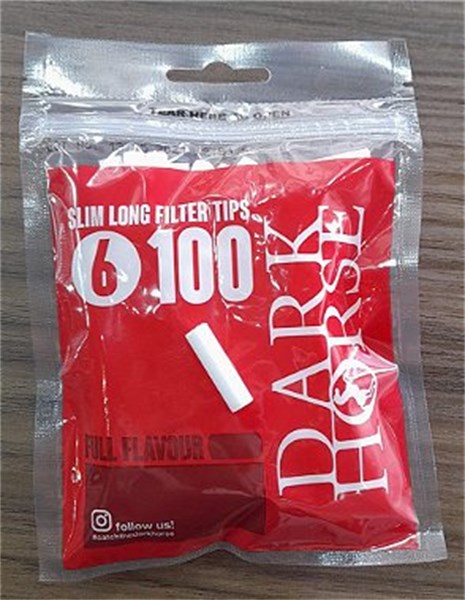 TEAR HERE TO OPEN
SLIM LONG FILTER TIPS
6 100
DARK
HORSE
FULL FLAVOUR
follow us!